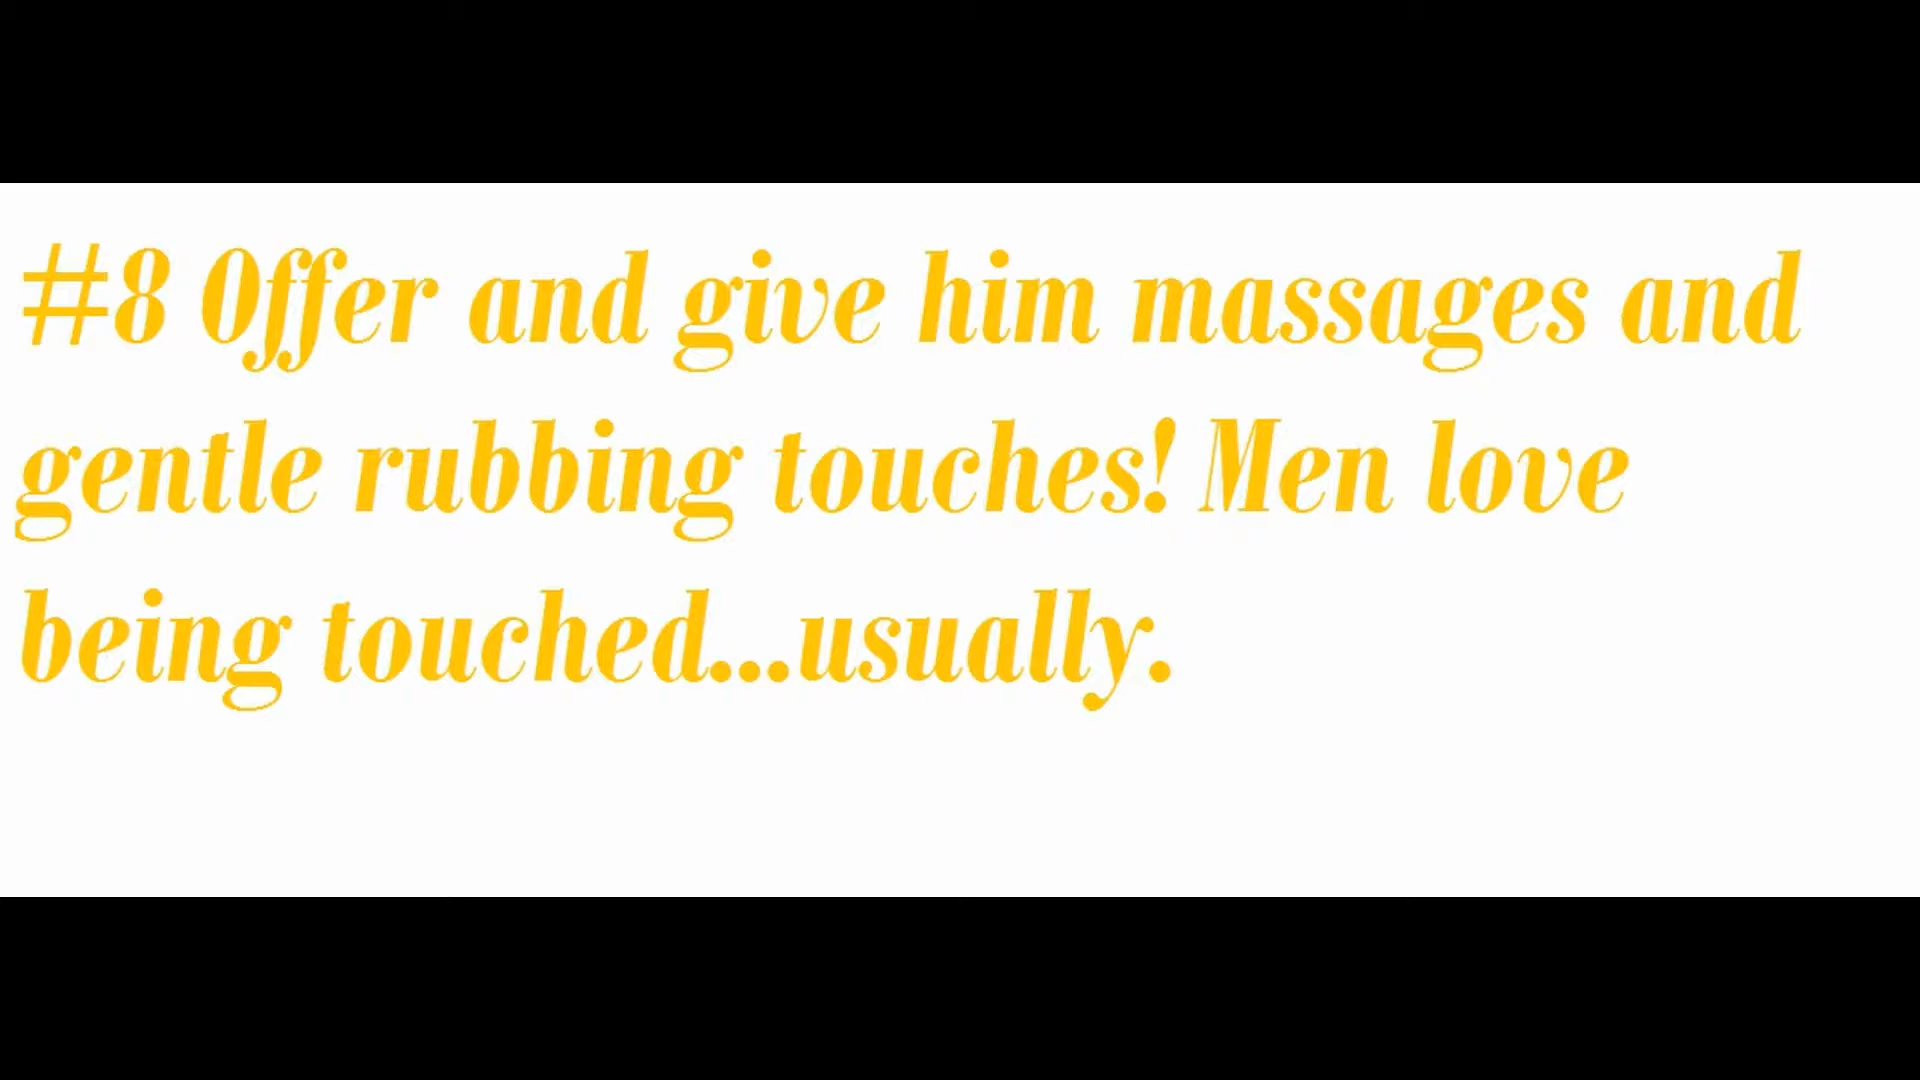 #8 Offer and give him massages and
gentle rubbing touches! Men love
being touched...usually.